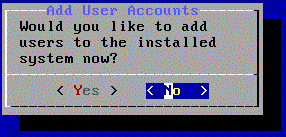 Add User Accounts
Would you like to add
users to the installed
system now?
< Yes > < No >